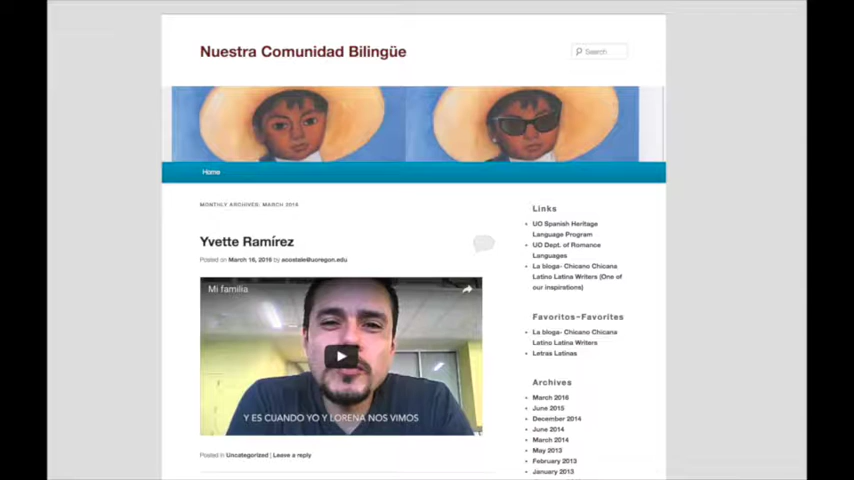 Nuestra Comunidad Bilingüe
Search
Home
MONTHLY ARCHIVES: MARCH 2016
Yvette Ramírez
Posted on March 16, 2016 by acostale@uoregon.edu
Mi familia
Y ES CUANDO YO Y LORENA NOS VIMOS
Posted in Uncategorized | Leave a reply
Links
UO Spanish Heritage
Language Program
UO Dept. of Romance
Languages
La bloga- Chicano Chicana
Latino Latina Writers (One of
our inspirations)
Favoritos-Favorites
La bloga- Chicano Chicana
Latino Latina Writers
Letras Latinas
Archives
March 2016
June 2015
December 2014
June 2014
March 2014
May 2013
February 2013
January 2013